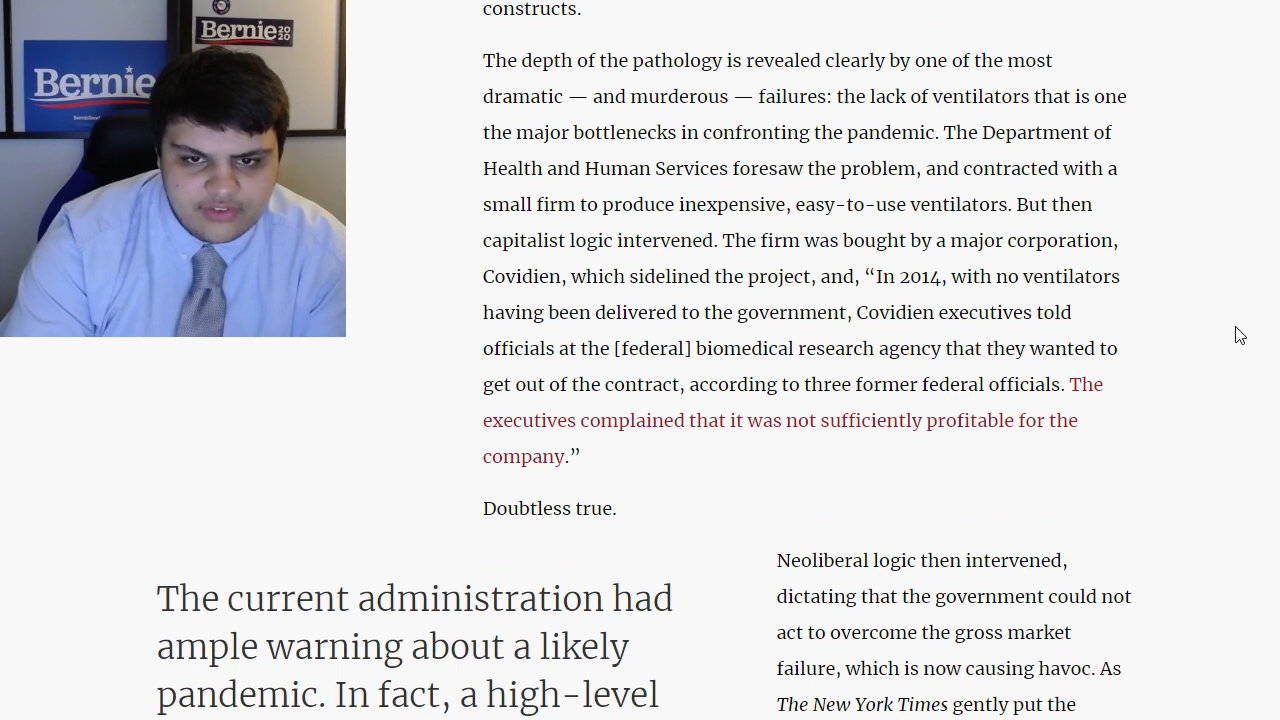 Bernie
2020
Bernie
constructs.
The depth of the pathology is revealed clearly by one of the most
dramatic — and murderous — failures: the lack of ventilators that is one
the major bottlenecks in confronting the pandemic. The Department of
Health and Human Services foresaw the problem, and contracted with a
small firm to produce inexpensive, easy-to-use ventilators. But then
capitalist logic intervened. The firm was bought by a major corporation,
Covidien, which sidelined the project, and, “In 2014, with no ventilators
having been delivered to the government, Covidien executives told
officials at the [federal] biomedical research agency that they wanted to
get out of the contract, according to three former federal officials. The
executives complained that it was not sufficiently profitable for the
company.”
Doubtless true.
The current administration had
ample warning about a likely
pandemic. In fact, a high-level
Neoliberal logic then intervened,
dictating that the government could not
act to overcome the gross market
failure, which is now causing havoc. As
The New York Times gently put the